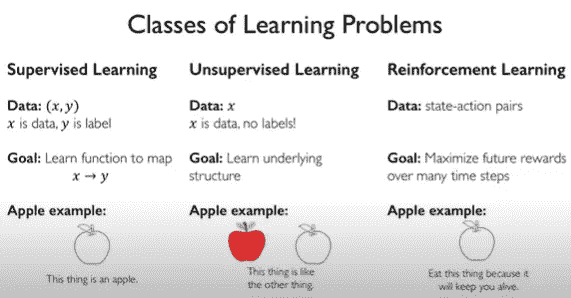 Classes of Learning Problems
Supervised Learning
Data: (x, y)
x is data, y is label
Goal: Learn function to map
x → y
Apple example:
This thing is an apple.
Unsupervised Learning
Data: x
x is data, no labels!
Goal: Learn underlying
structure
Apple example:
This thing is like
the other thing.
Reinforcement Learning
Data: state-action pairs
Goal: Maximize future rewards
over many time steps
Apple example:
Eat this thing because it
will keep you alive.